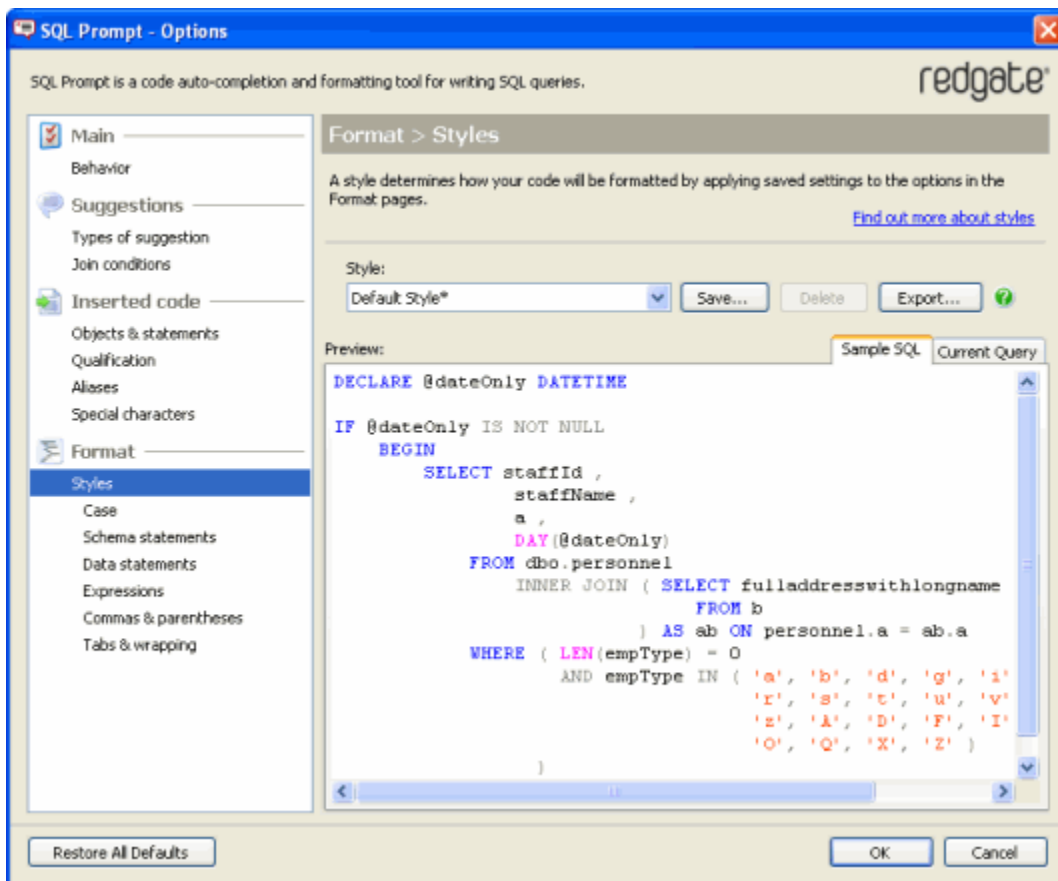 SQL Prompt - Options
SQL Prompt is a code auto-completion and formatting tool for writing SQL queries.
redgate
Main
Behavior
Suggestions
Types of suggestion
Join conditions
Inserted code
Objects & statements
Qualification
Aliases
Special characters
Format
Styles
Case
Schema statements
Data statements
Expressions
Commas & parentheses
Tabs & wrapping
Format > Styles
A style determines how your code will be formatted by applying saved settings to the options in the
Format pages.
Find out more about styles
Style:
Default Style*
Save...
Delete
Export...
Preview:
Sample SQL
Current Query
DECLARE @dateOnly DATETIME
IF @dateOnly IS NOT NULL
BEGIN
SELECT staffId ,
staffName ,
a ,
DAY(@dateOnly)
FROM dbo.personnel
INNER JOIN ( SELECT fulladdresswithlongname
FROM b
) AS ab ON personnel.a = ab.a
WHERE ( LEN(empType) = 0
AND empType IN ( 'a', 'b', 'd', 'g', 'i'
'r', 's', 't', 'u', 'v'
'z', 'A', 'D', 'F', 'I'
'O', 'Q', 'X', 'Z' )
)
Restore All Defaults
OK
Cancel